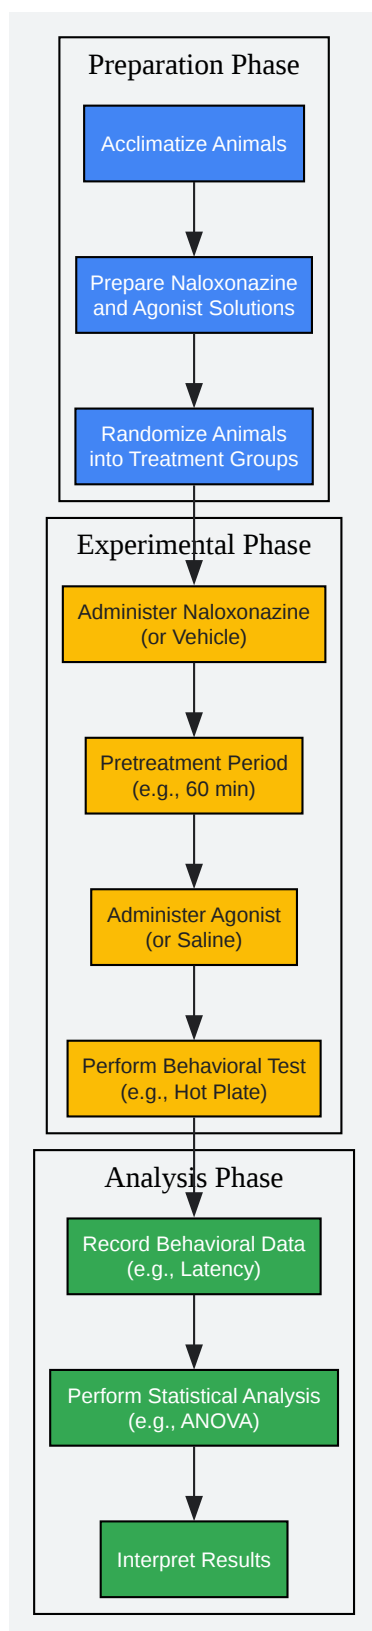 Preparation Phase
Acclimatize Animals
Prepare Naloxonazine
and Agonist Solutions
Randomize Animals
into Treatment Groups
Experimental Phase
Administer Naloxonazine
(or Vehicle)
Pretreatment Period
(e.g., 60 min)
Administer Agonist
(or Saline)
Perform Behavioral Test
(e.g., Hot Plate)
Analysis Phase
Record Behavioral Data
(e.g., Latency)
Perform Statistical Analysis
(e.g., ANOVA)
Interpret Results